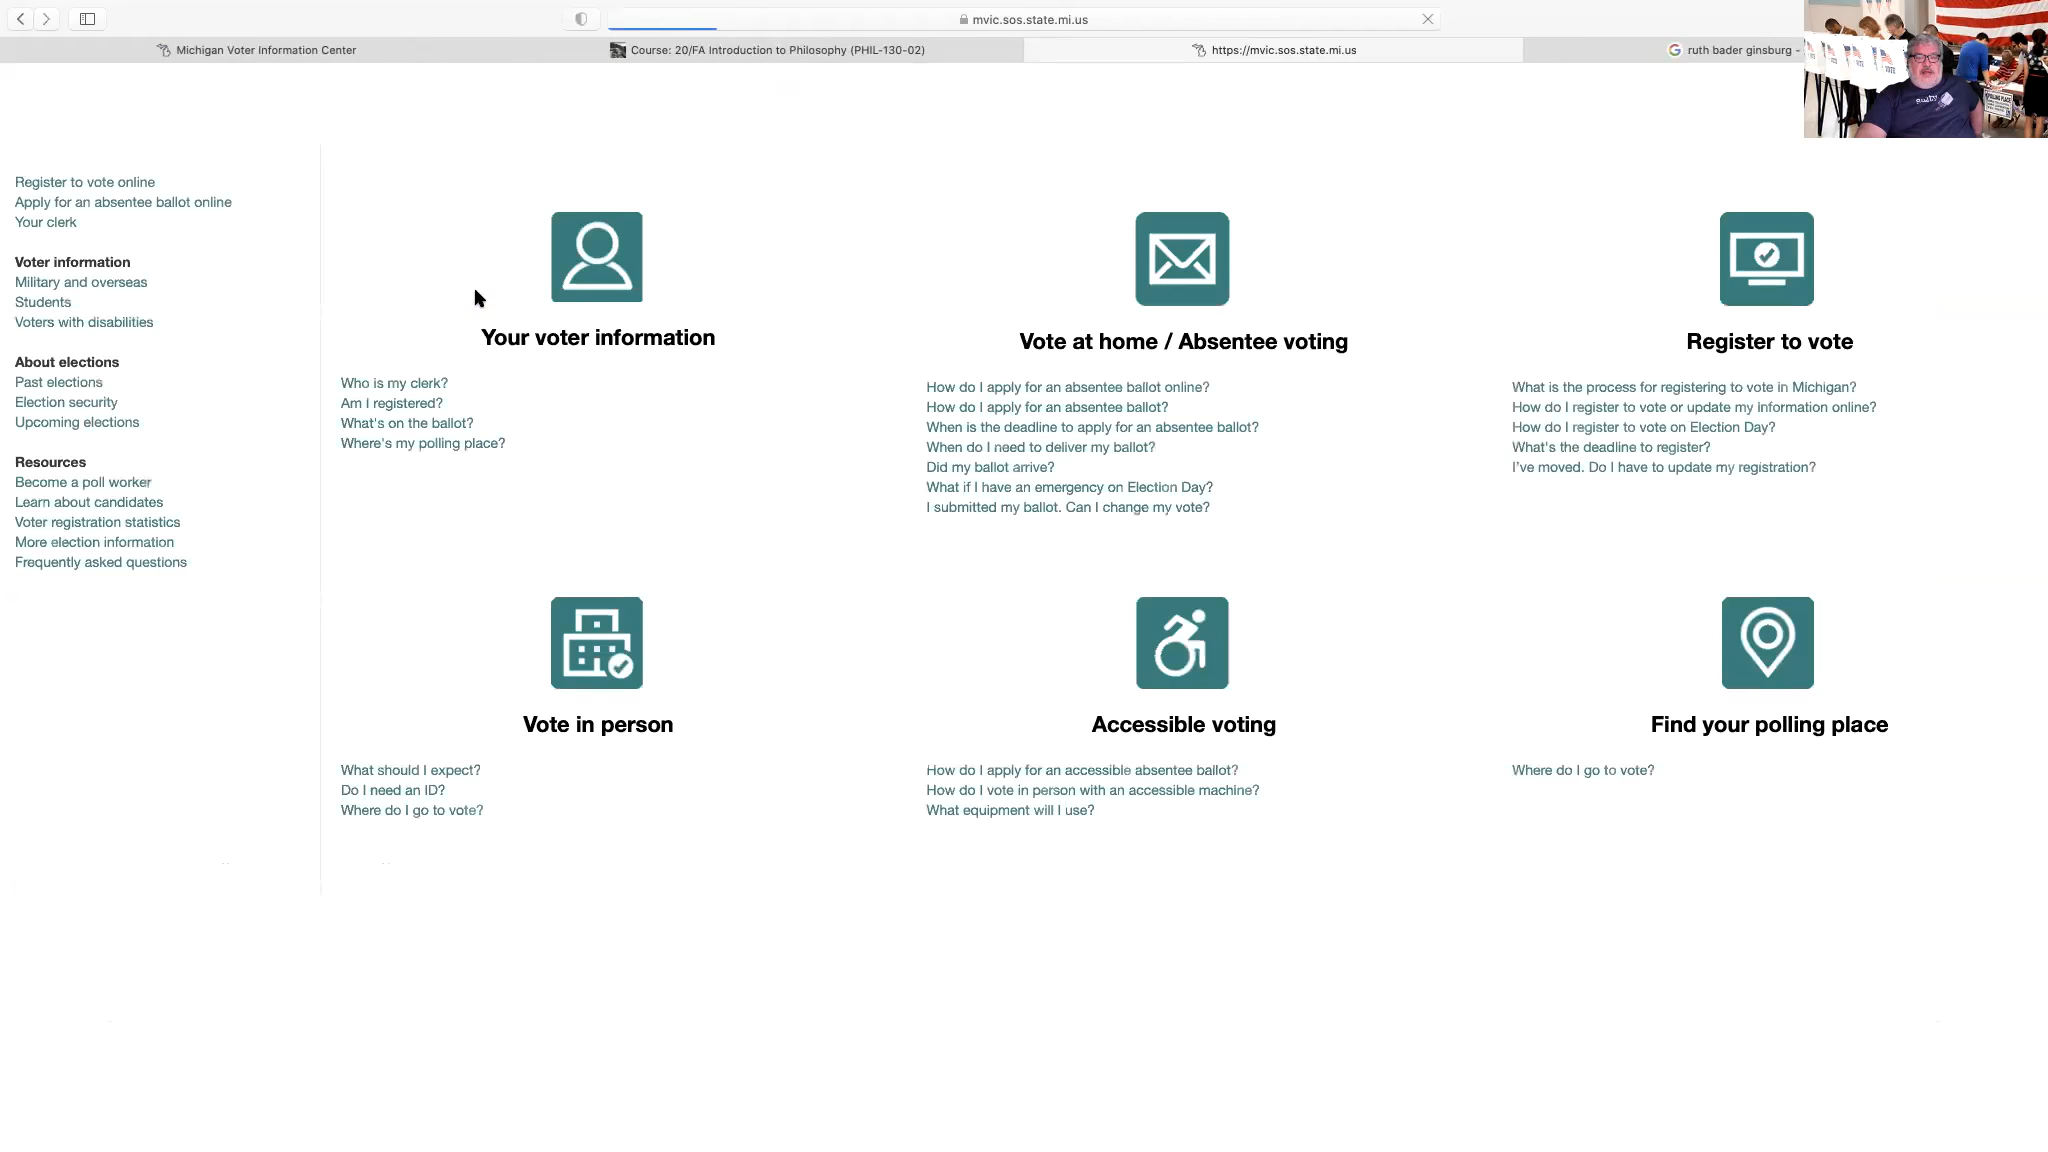 mvic.sos.state.mi.us
Michigan Voter Information Center
Course: 20/FA Introduction to Philosophy (PHIL-130-02)
https://mvic.sos.state.mi.us
ruth bader ginsburg -
Register to vote online
Apply for an absentee ballot online
Your clerk
Voter information
Military and overseas
Students
Voters with disabilities
About elections
Past elections
Election security
Upcoming elections
Resources
Become a poll worker
Learn about candidates
Voter registration statistics
More election information
Frequently asked questions
Your voter information
Who is my clerk?
Am I registered?
What's on the ballot?
Where's my polling place?
Vote at home / Absentee voting
How do I apply for an absentee ballot online?
How do I apply for an absentee ballot?
When is the deadline to apply for an absentee ballot?
When do I need to deliver my ballot?
Did my ballot arrive?
What if I have an emergency on Election Day?
I submitted my ballot. Can I change my vote?
Register to vote
What is the process for registering to vote in Michigan?
How do I register to vote or update my information online?
How do I register to vote on Election Day?
What's the deadline to register?
I've moved. Do I have to update my registration?
Vote in person
What should I expect?
Do I need an ID?
Where do I go to vote?
Accessible voting
How do I apply for an accessible absentee ballot?
How do I vote in person with an accessible machine?
What equipment will I use?
Find your polling place
Where do I go to vote?